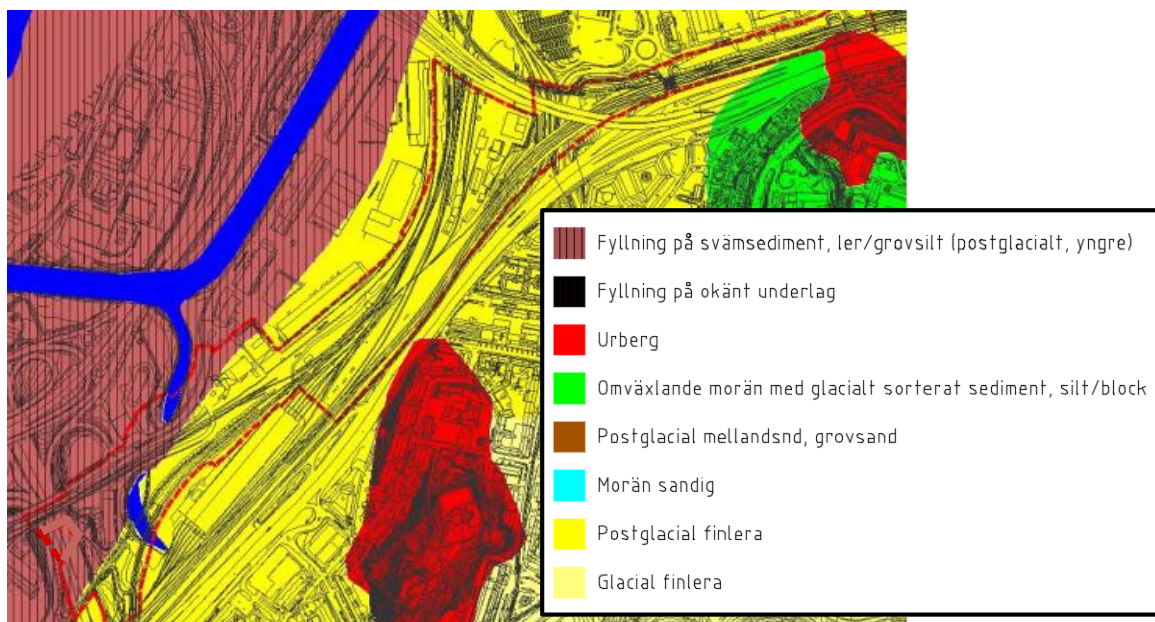 Fyllning på svämsediment, ler/grovsilt (postglacialt, yngre)
Fyllning på okänt underlag
Urberg
Omväxlande morän med glacialt sorterat sediment, silt/block
Postglacial mellandsnd, grovsand
Morän sandig
Postglacial finlera
Glacial finlera